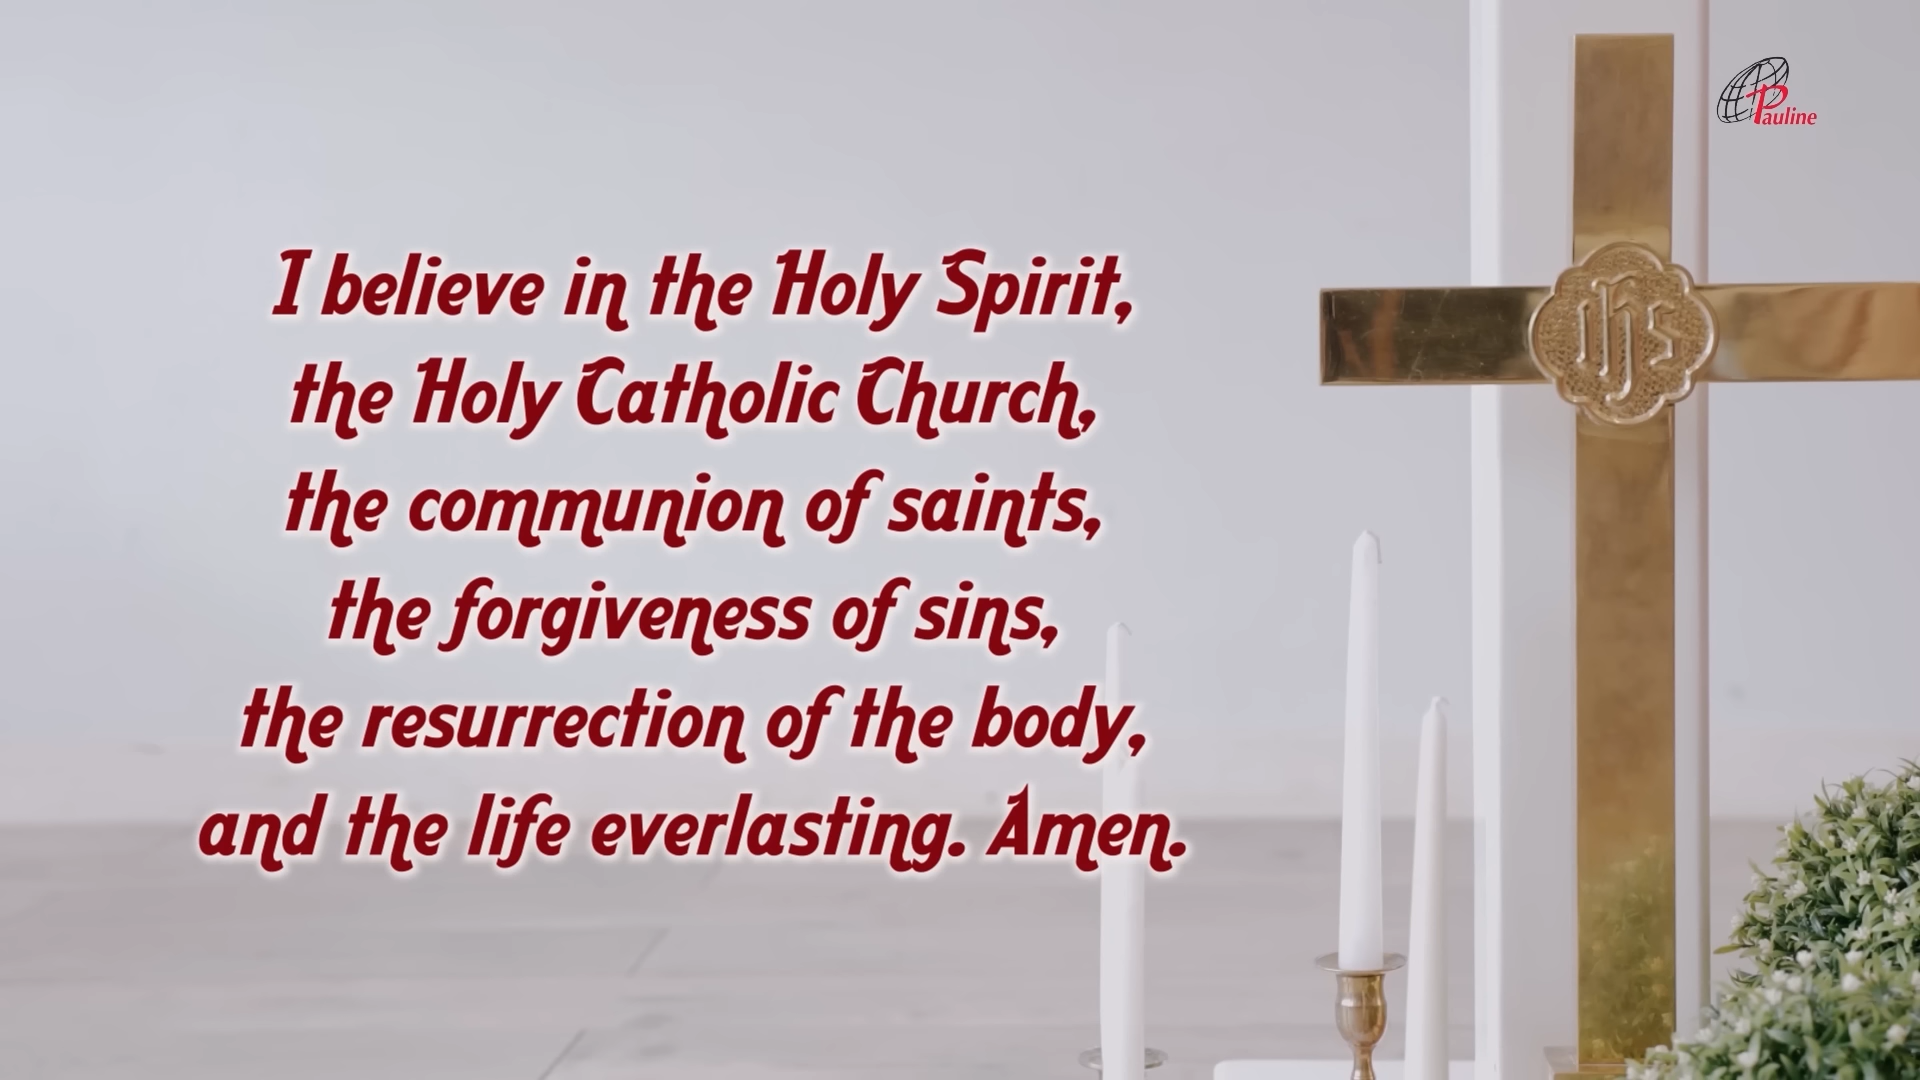 Pauline
I believe in the Holy Spirit,
the Holy Catholic Church,
the communion of saints,
the forgiveness of sins,
the resurrection of the body,
and the life everlasting. Amen.
ihs